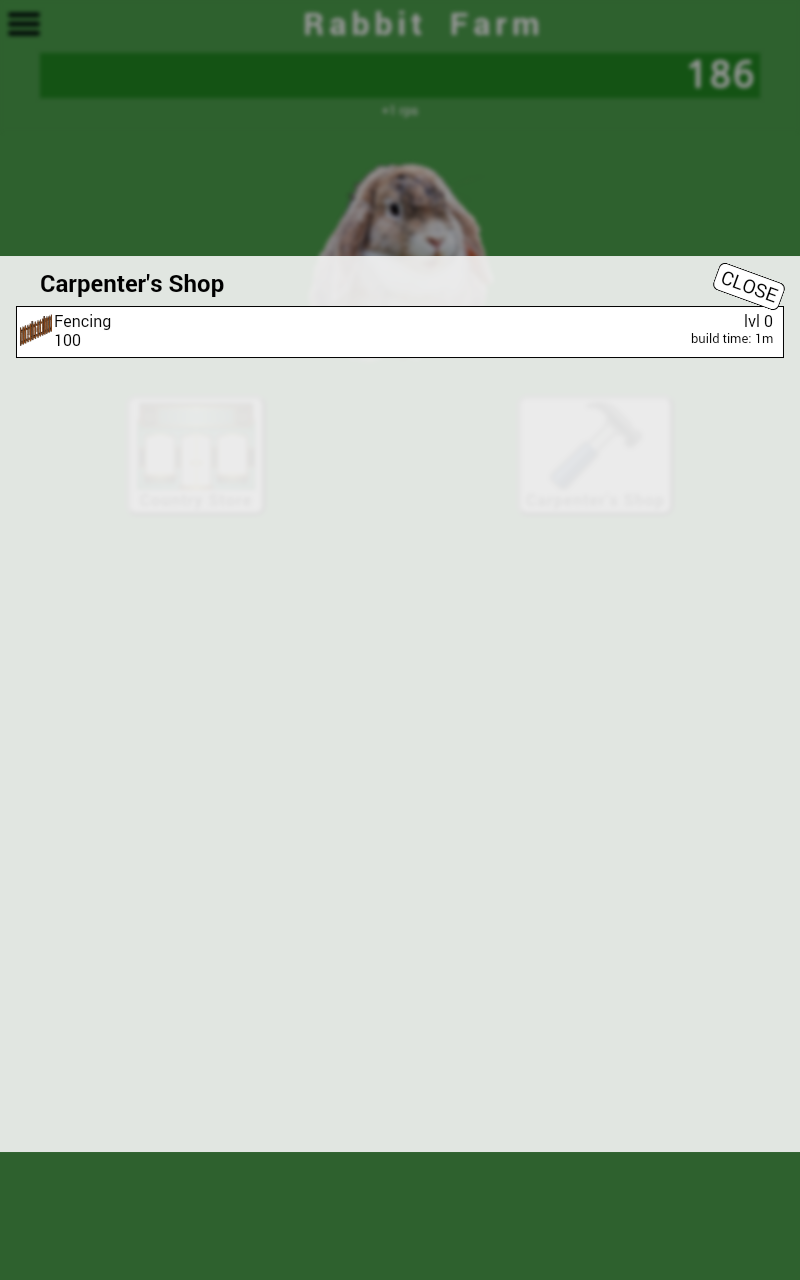 Rabbit Farm
186
+1 rps
Carpenter's Shop
CLOSE
Fencing
lvl 0
100
build time: 1m
Country Store
Carpenter's Shop